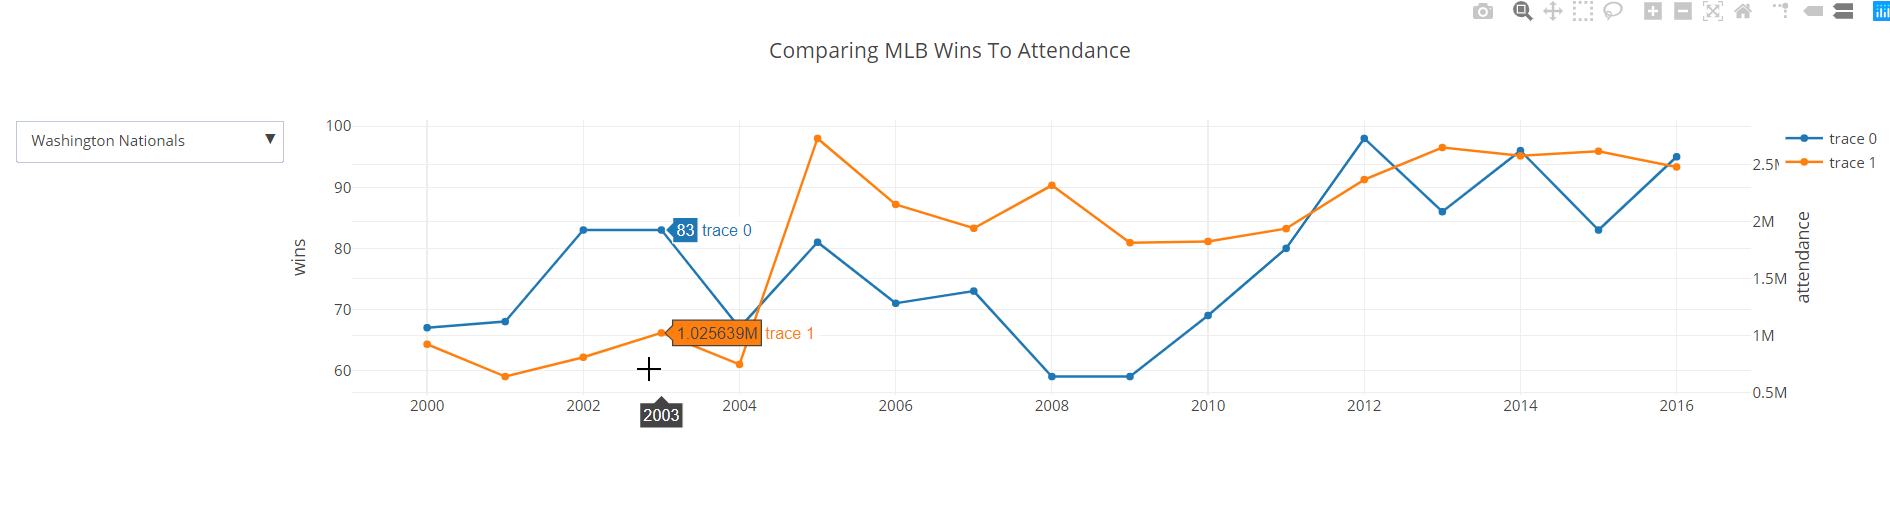 Comparing MLB Wins To Attendance
Washington Nationals ▼
100
90
80
70
60
wins
83 trace 0
1.025639M trace 1
2003
2000 2002 2004 2006 2008 2010 2012 2014 2016
2.5M
2M
1.5M
1M
0.5M
attendance
trace 0
trace 1